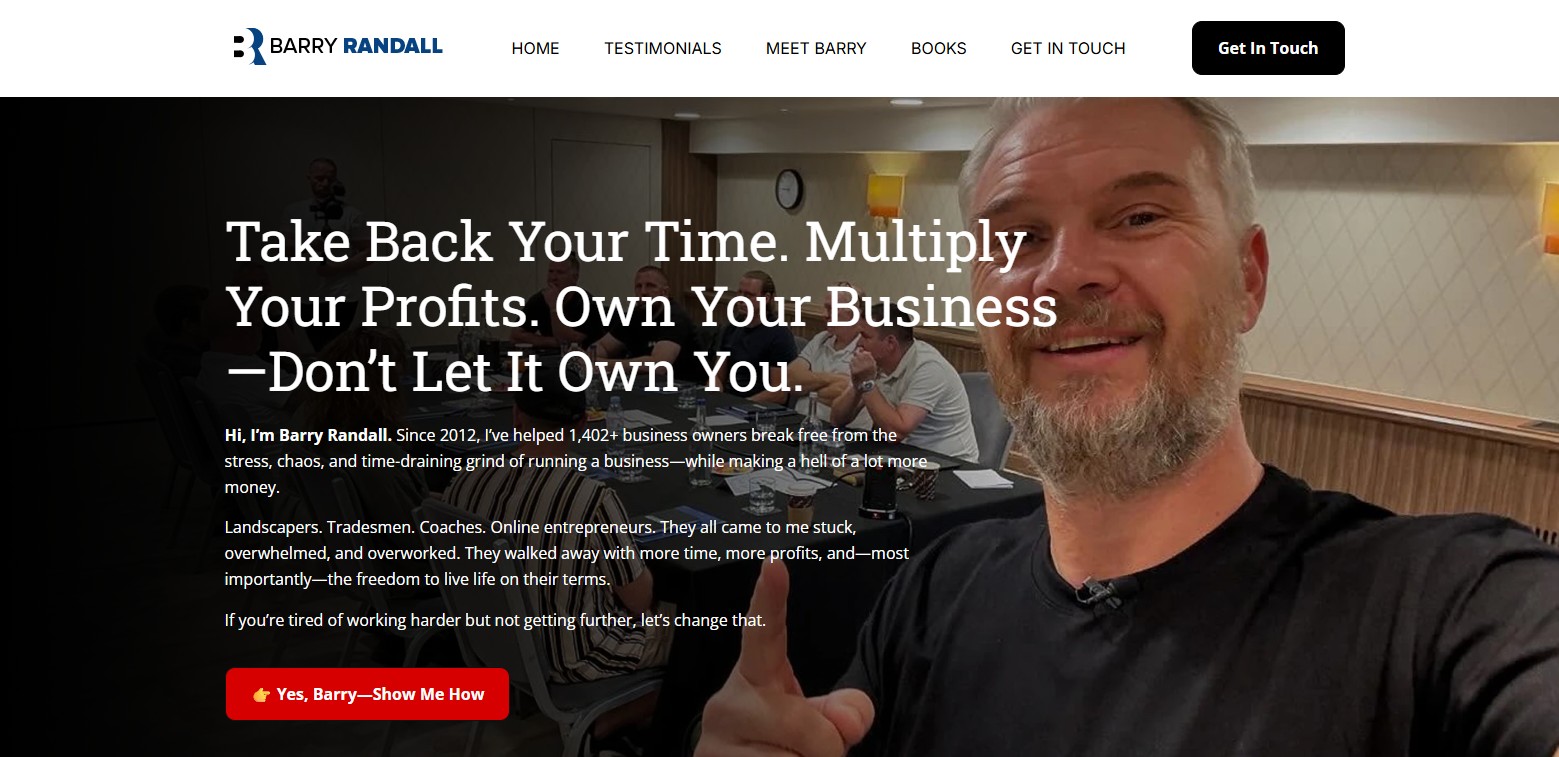 BARRY RANDALL
HOME
TESTIMONIALS
MEET BARRY
BOOKS
GET IN TOUCH
Get In Touch
Take Back Your Time. Multiply
Your Profits. Own Your Business
—Don’t Let It Own You.
Hi, I’m Barry Randall. Since 2012, I’ve helped 1,402+ business owners break free from the
stress, chaos, and time-draining grind of running a business—while making a hell of a lot more
money.
Landscapers. Tradesmen. Coaches. Online entrepreneurs. They all came to me stuck,
overwhelmed, and overworked. They walked away with more time, more profits, and—most
importantly—the freedom to live life on their terms.
If you’re tired of working harder but not getting further, let’s change that.
👉 Yes, Barry—Show Me How